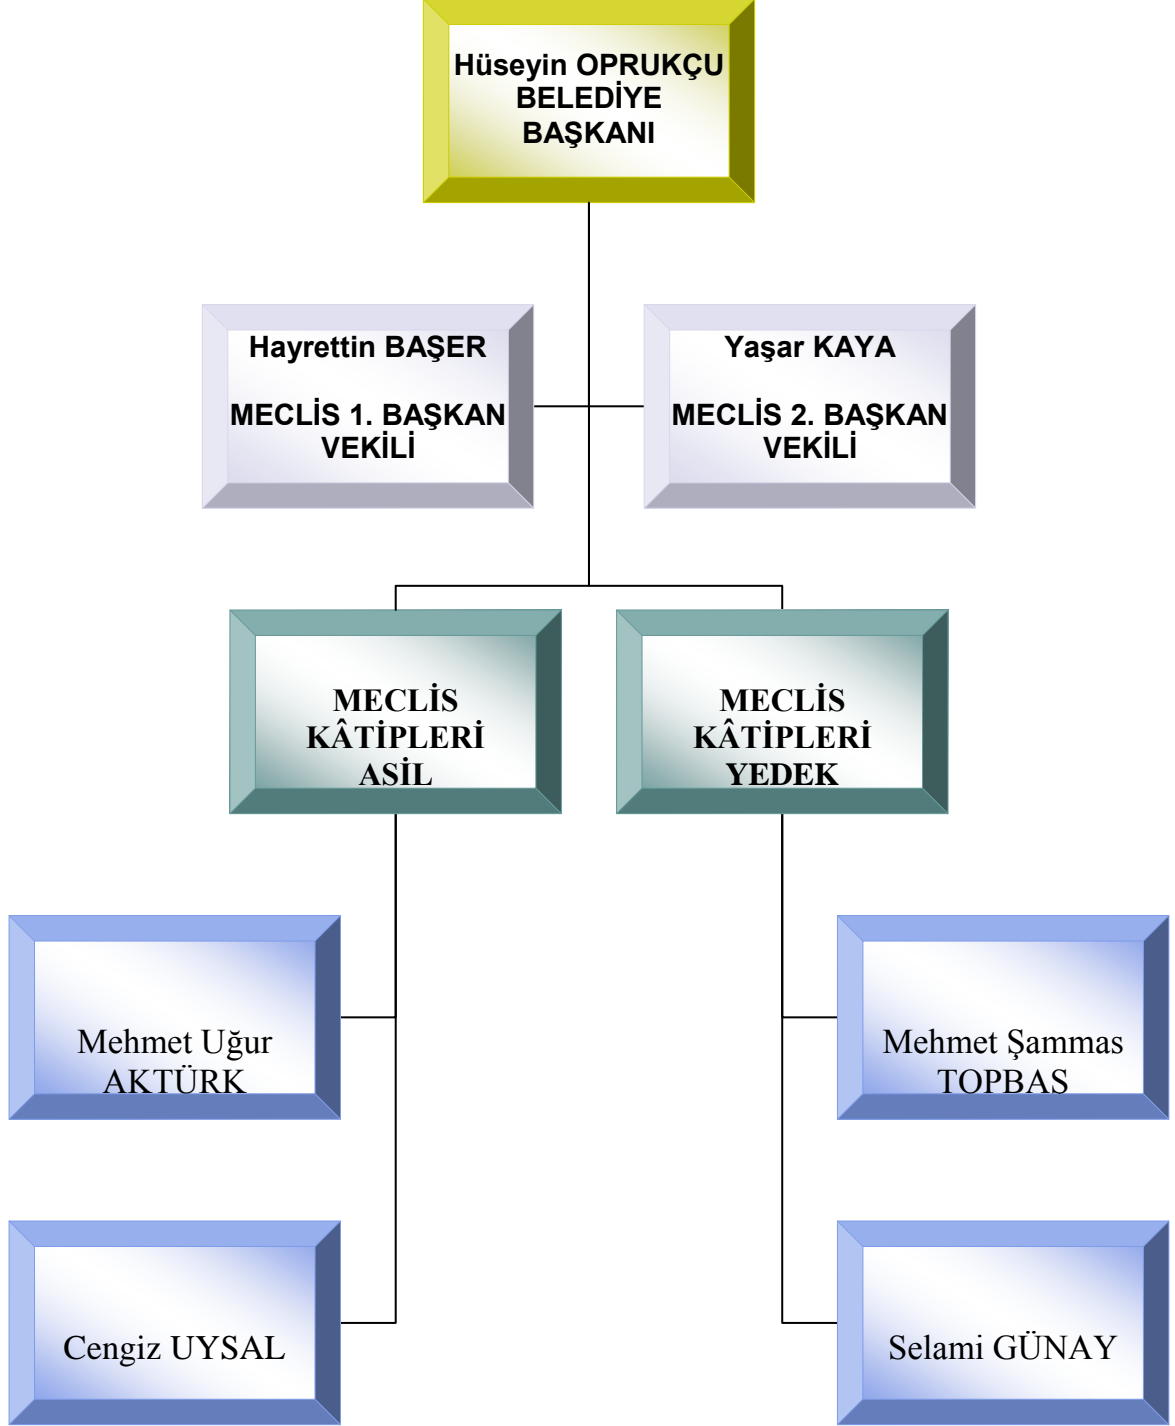 Hüseyin OPRUKÇU
BELEDİYE
BAŞKANI
Hayrettin BAŞER
MECLİS 1. BAŞKAN
VEKİLİ
Yaşar KAYA
MECLİS 2. BAŞKAN
VEKİLİ
MECLİS
KÂTİPLERİ
ASİL
MECLİS
KÂTİPLERİ
YEDEK
Mehmet Uğur
AKTÜRK
Mehmet Şammas
TOPBAS
Cengiz UYSAL
Selami GÜNAY